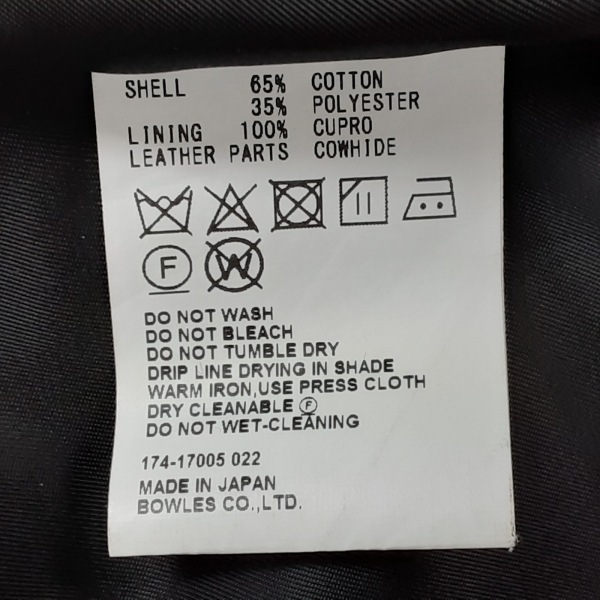 SHELL 65% COTTON
35% POLYESTER
LINING 100% CUPRO
LEATHER PARTS COWHIDE
F W
DO NOT WASH
DO NOT BLEACH
DO NOT TUMBLE DRY
DRIP LINE DRYING IN SHADE
WARM IRON,USE PRESS CLOTH
DRY CLEANABLE Ⓕ
DO NOT WET-CLEANING
174-17005 022
MADE IN JAPAN
BOWLES CO.,LTD.